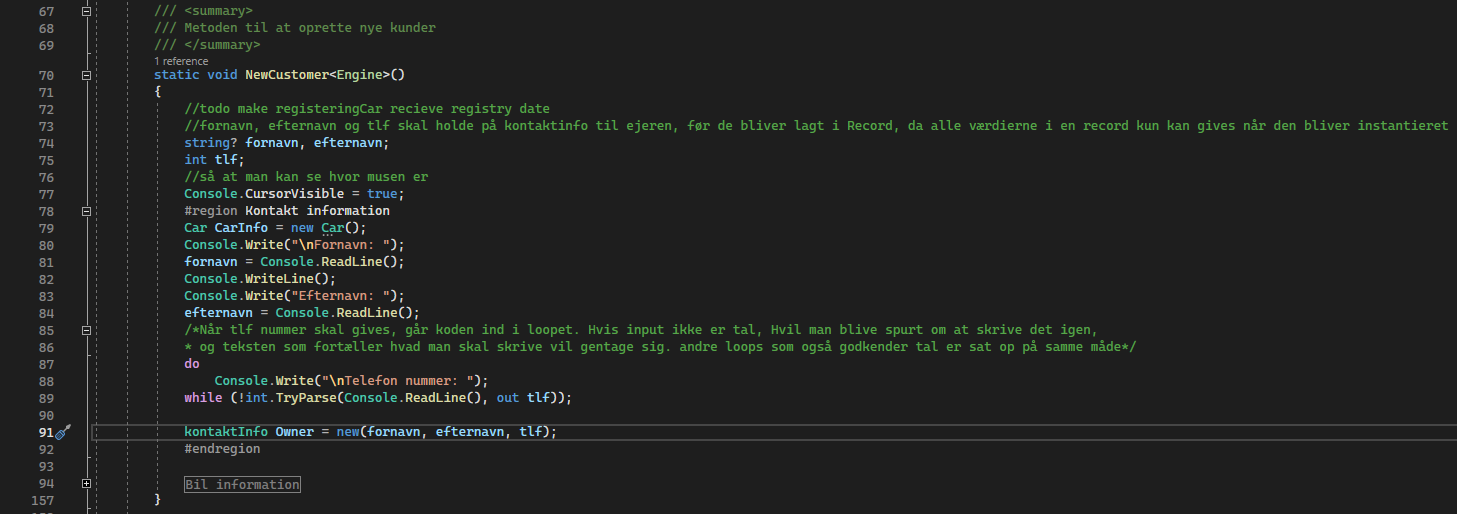 67 /// <summary>
68 /// Metoden til at oprette nye kunder
69 /// </summary>
1 reference
70 static void NewCustomer<Engine>()
71 {
72 //todo make registeringCar recieve registry date
73 //fornavn, efternavn og tlf skal holde på kontaktinfo til ejeren, før de bliver lagt i Record, da alle værdierne i en record kun kan gives når den bliver instantieret
74 string? fornavn, efternavn;
75 int tlf;
76 //så at man kan se hvor musen er
77 Console.CursorVisible = true;
78 #region Kontakt information
79 Car CarInfo = new Car();
80 Console.Write("\nFornavn: ");
81 fornavn = Console.ReadLine();
82 Console.WriteLine();
83 Console.Write("Efternavn: ");
84 efternavn = Console.ReadLine();
85 /*Når tlf nummer skal gives, går koden ind i loopet. Hvis input ikke er tal, Hvil man blive spurt om at skrive det igen,
86 * og teksten som fortæller hvad man skal skrive vil gentage sig. andre loops som også godkender tal er sat op på samme måde*/
87 do
88 Console.Write("\nTelefon nummer: ");
89 while (!int.TryParse(Console.ReadLine(), out tlf));
90
91 kontaktInfo Owner = new(fornavn, efternavn, tlf);
92 #endregion
93
94 Bil information
157 }